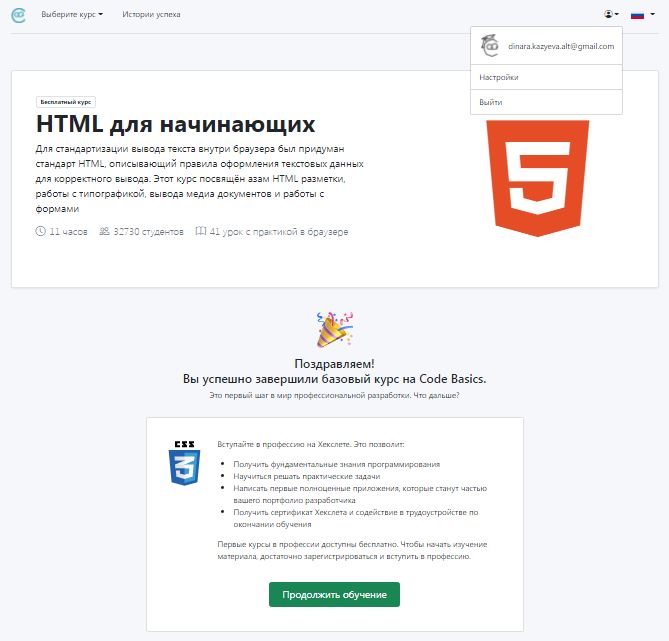 Выберите курс
Истории успеха
dinara.kazyeva.alt@gmail.com
Настройки
Выйти
Бесплатный курс
HTML для начинающих
Для стандартизации вывода текста внутри браузера был придуман
стандарт HTML, описывающий правила оформления текстовых данных
для корректного вывода. Этот курс посвящён азам HTML разметки,
работы с типографикой, вывода медиа документов и работы с
формами
11 часов
32730 студентов
41 урок с практикой в браузере
5
Поздравляем!
Вы успешно завершили базовый курс на Code Basics.
Это первый шаг в мир профессиональной разработки. Что дальше?
CSS
3
Вступайте в профессию на Хекслете. Это позволит:
Получить фундаментальные знания программирования
Научиться решать практические задачи
Написать первые полноценные приложения, которые станут частью
вашего портфолио разработчика
Получить сертификат Хекслета и содействие в трудоустройстве по
окончании обучения
Первые курсы в профессии доступны бесплатно. Чтобы начать изучение
материала, достаточно зарегистрироваться и вступить в профессию.
Продолжить обучение